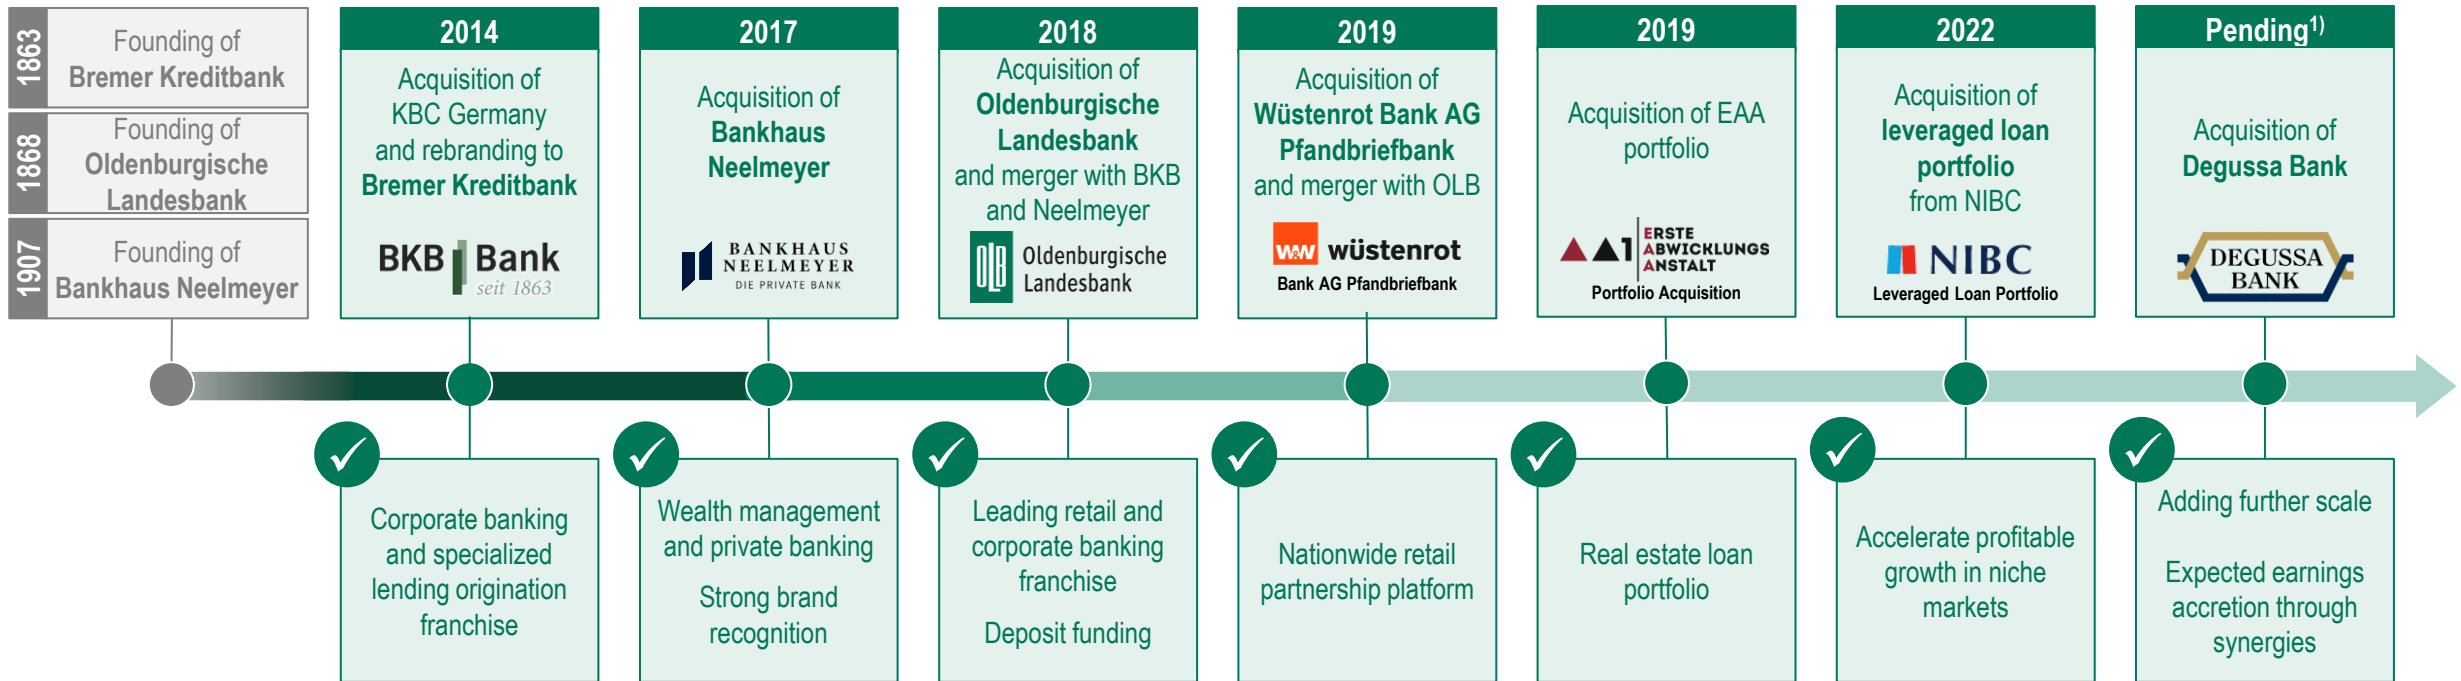 1863
Founding of
Bremer Kreditbank
1868
Founding of
Oldenburgische
Landesbank
1907
Founding of
Bankhaus Neelmeyer
2014
Acquisition of
KBC Germany
and rebranding to
Bremer Kreditbank
BKB Bank
seit 1863
2017
Acquisition of
Bankhaus
Neelmeyer
BANKHAUS
NEELMEYER
DIE PRIVATE BANK
2018
Acquisition of
Oldenburgische
Landesbank
and merger with BKB
and Neelmeyer
OLB
Oldenburgische
Landesbank
2019
Acquisition of
Wüstenrot Bank AG
Pfandbriefbank
and merger with OLB
W&W wüstenrot
Bank AG Pfandbriefbank
2019
Acquisition of EAA
portfolio
ERSTE
ABWICKLUNGS
ANSTALT
Portfolio Acquisition
2022
Acquisition of
leveraged loan
portfolio
from NIBC
NIBC
Leveraged Loan Portfolio
Pending1)
Acquisition of
Degussa Bank
DEGUSSA
BANK
Corporate banking
and specialized
lending origination
franchise
Wealth management
and private banking
Strong brand
recognition
Leading retail and
corporate banking
franchise
Deposit funding
Nationwide retail
partnership platform
Real estate loan
portfolio
Accelerate profitable
growth in niche
markets
Adding further scale
Expected earnings
accretion through
synergies